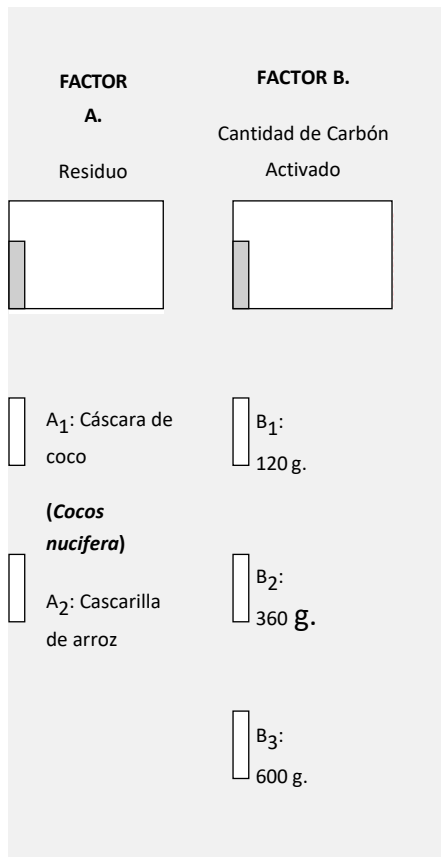 FACTOR
A.
Residuo
FACTOR B.
Cantidad de Carbón
Activado
A1: Cáscara de
coco
(Cocos
nucifera)
A2: Cascarilla
de arroz
B1:
120 g.
B2:
360 g.
B3:
600 g.